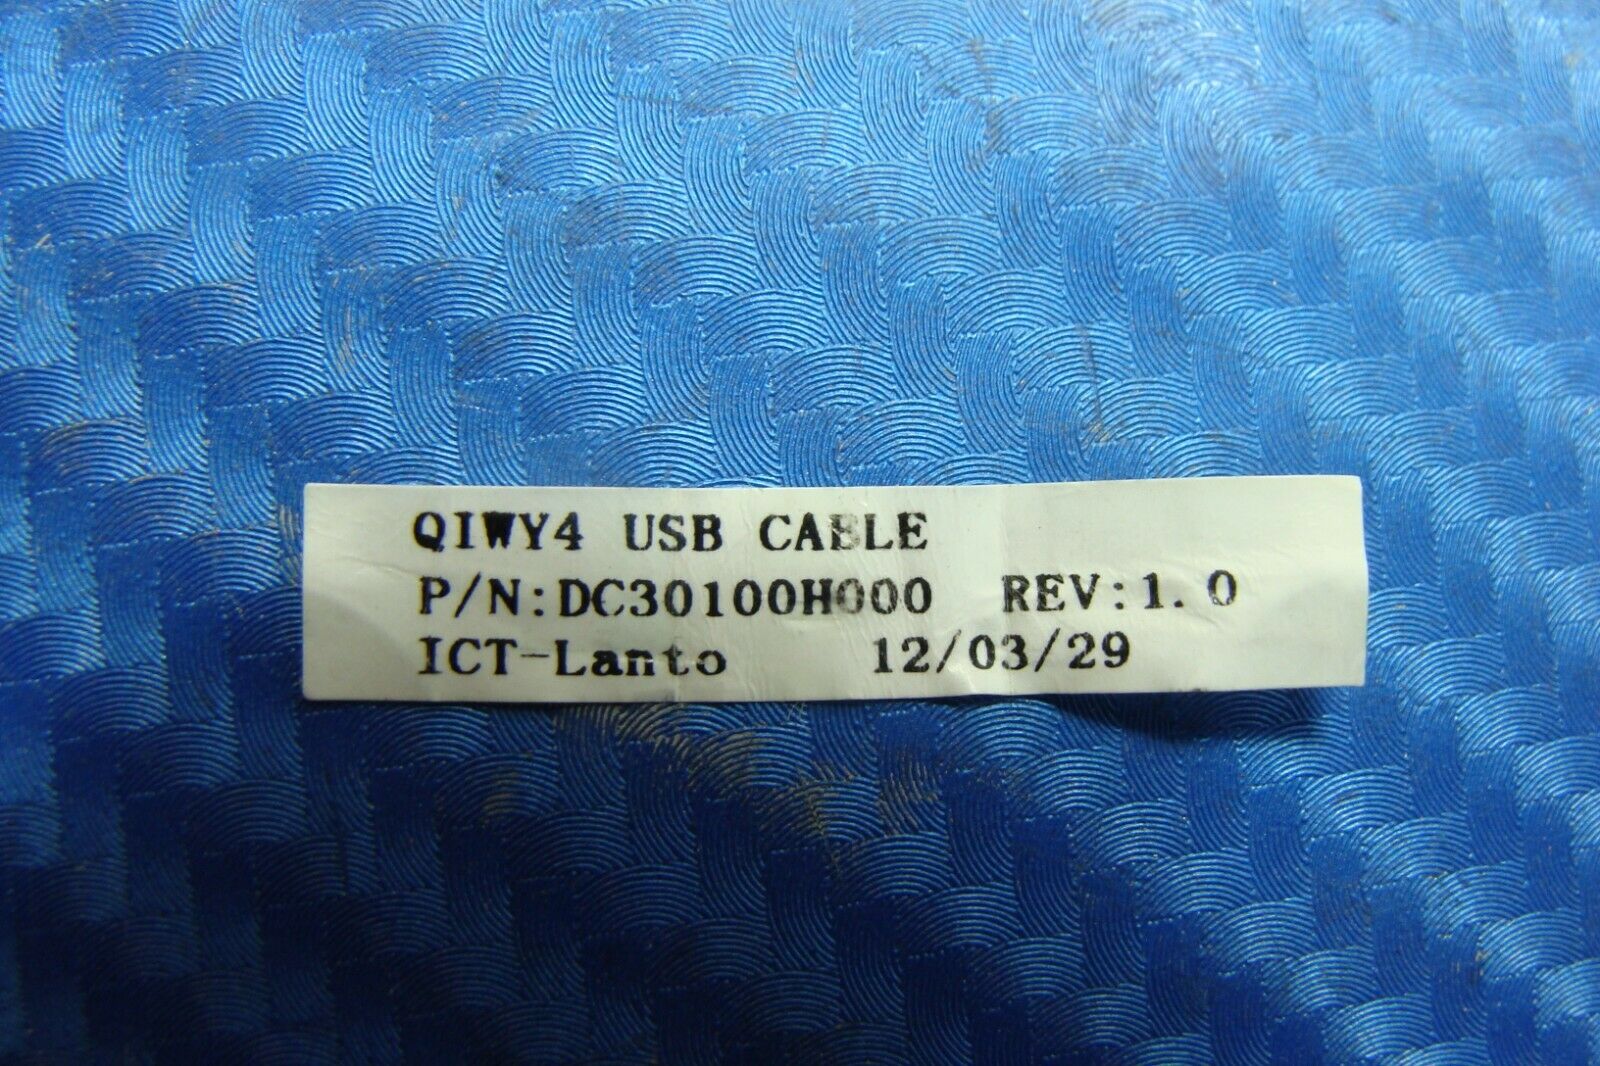 QIWY4 USB CABLE
P/N:DC30100H000 REV:1.0
ICT-Lanto 12/03/29